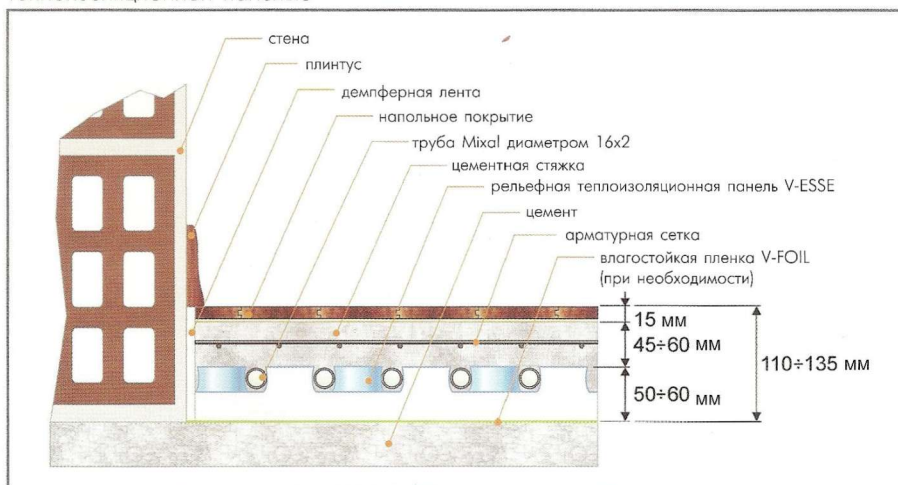 стена
плинтус
демпферная лента
напольное покрытие
труба Mixal диаметром 16x2
цементная стяжка
рельефная теплоизоляционная панель V-ESSE
цемент
арматурная сетка
влагостойкая пленка V-FOIL
(при необходимости)
15 мм
45÷60 мм
110÷135 мм
50÷60 мм